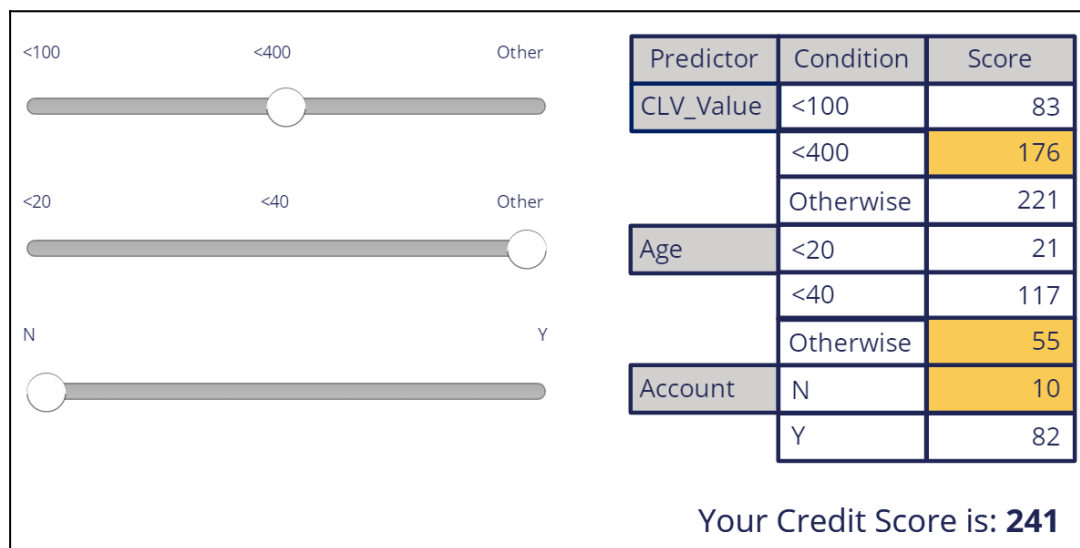 <100 <400 Other
<20 <40 Other
N Y
Predictor Condition Score
CLV_Value <100 83
<400 176
Otherwise 221
Age <20 21
<40 117
Otherwise 55
Account N 10
Y 82
Your Credit Score is: 241